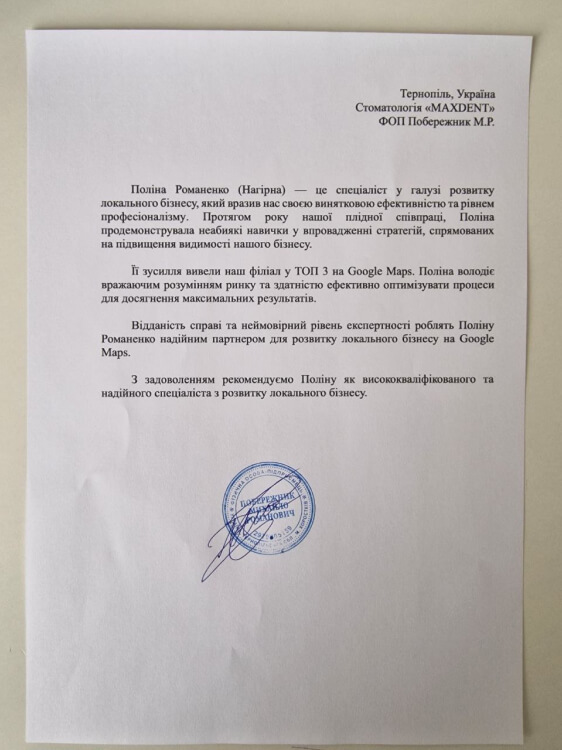 Тернопіль, Україна
Стоматологія «MAXDENT»
ФОП Побережник М.Р.
Поліна Романенко (Нагірна) — це спеціаліст у галузі розвитку
локального бізнесу, який вразив нас своєю винятковою ефективністю та рівнем
професіоналізму. Протягом року нашої плідної співпраці, Поліна
продемонструвала неабиякі навички у впровадженні стратегій, спрямованих
на підвищення видимості нашого бізнесу.
Її зусилля вивели наш філіал у ТОП 3 на Google Maps. Поліна володіє
вражаючим розумінням ринку та здатністю ефективно оптимізувати процеси
для досягнення максимальних результатів.
Відданість справі та неймовірний рівень експертності роблять Поліну
Романенко надійним партнером для розвитку локального бізнесу на Google
Maps.
З задоволенням рекомендуємо Поліну як висококваліфікованого та
надійного спеціаліста з розвитку локального бізнесу.
ФІЗИЧНА ОСОБА-ПІДПРИЄМЕЦЬ
ПОБЕРЕЖНИК
МИХАЙЛО
РОМАНОВИЧ